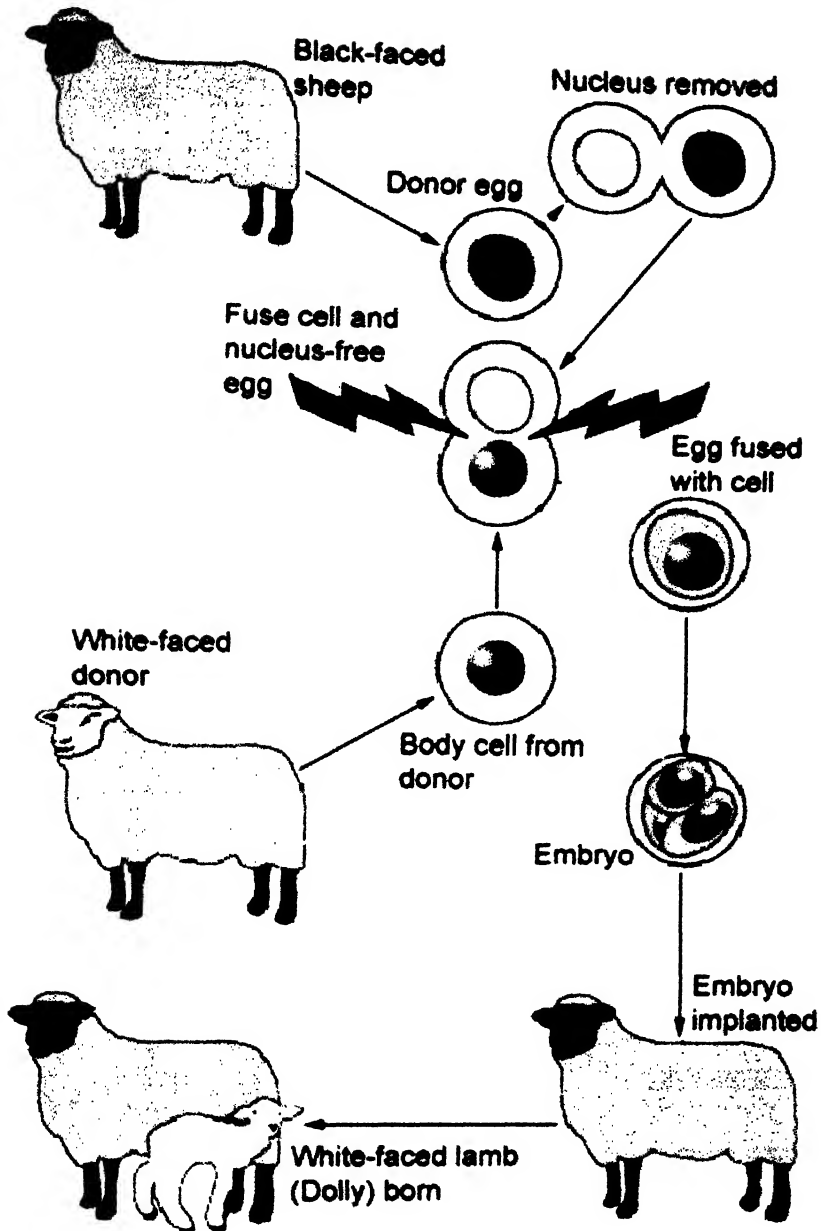 Black-faced
sheep
Nucleus removed
Donor egg
Fuse cell and
nucleus-free
egg
Egg fused
with cell
White-faced
donor
Body cell from
donor
Embryo
Embryo
implanted
White-faced lamb
(Dolly) born